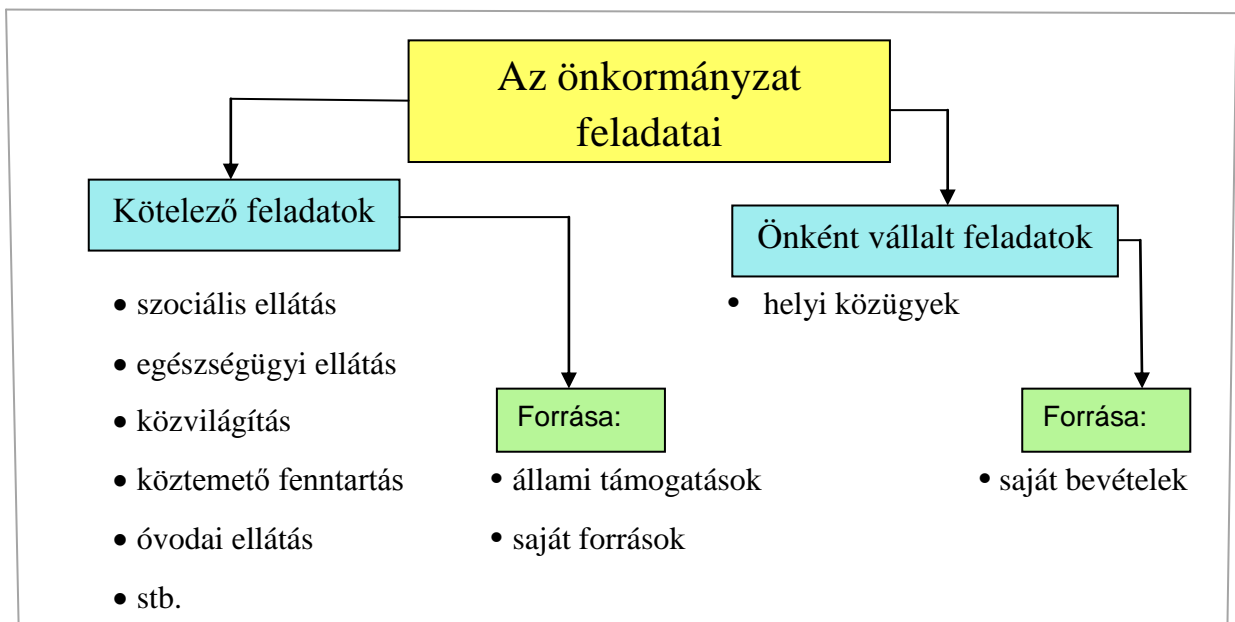 Az önkormányzat
feladatai
Kötelező feladatok
• szociális ellátás
• egészségügyi ellátás
• közvilágítás
• köztemető fenntartás
• óvodai ellátás
• stb.
Forrása:
• állami támogatások
• saját források
Önként vállalt feladatok
• helyi közügyek
Forrása:
• saját bevételek